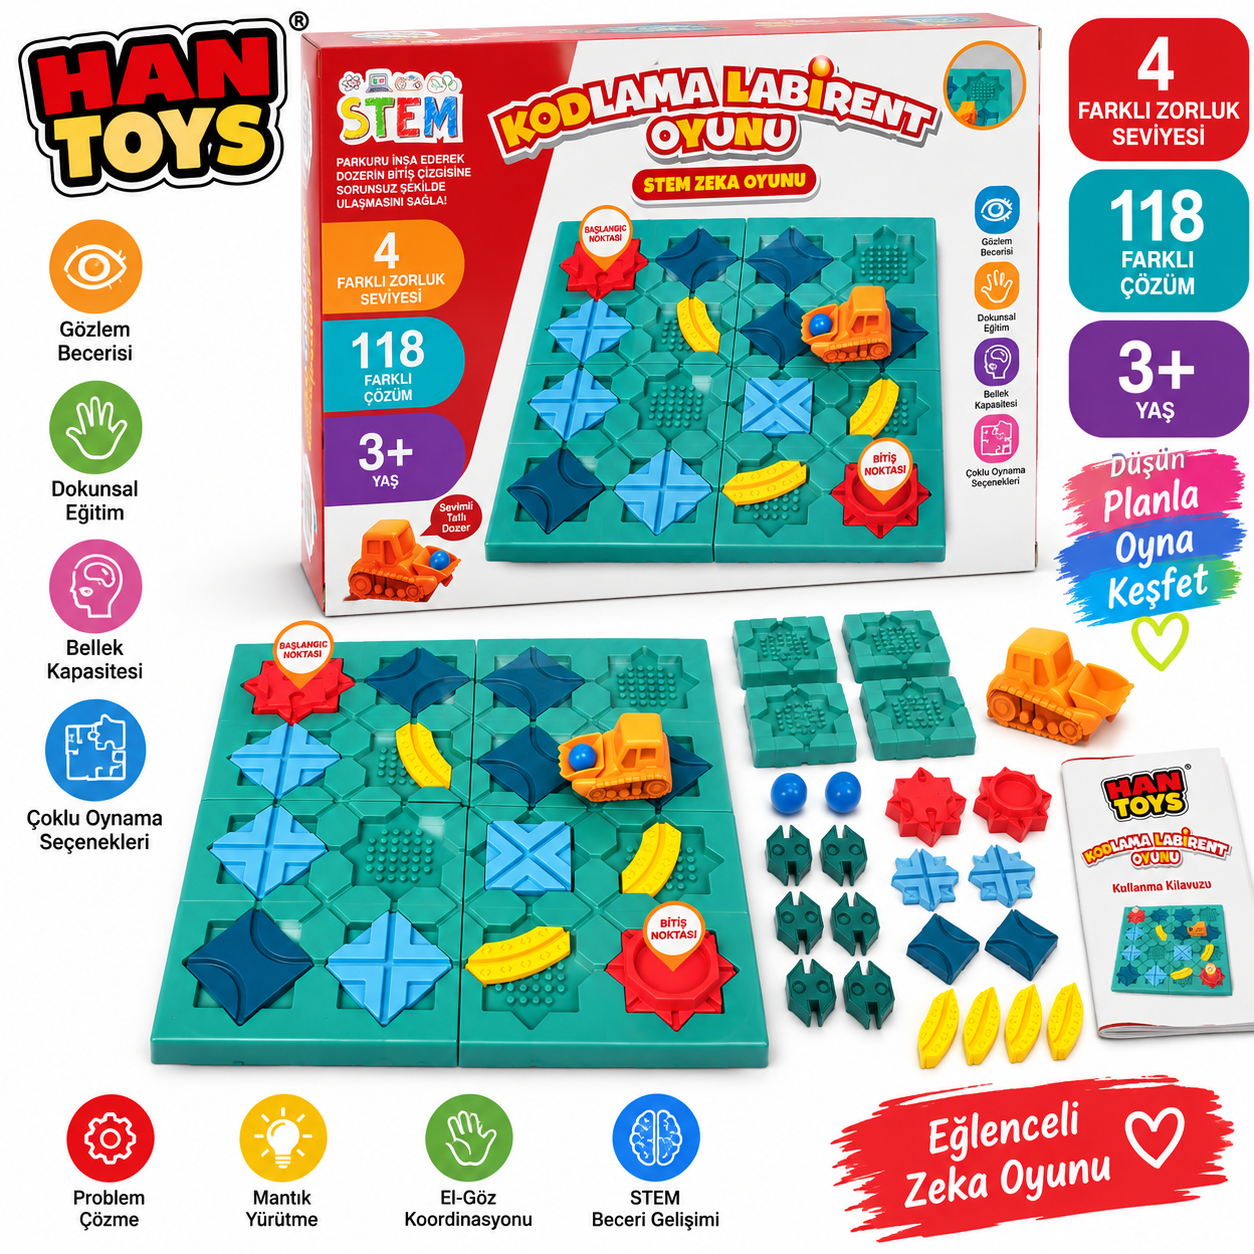 HAN
TOYS
®
STEM
PARKURU İNŞA EDEREK
DOZERİN BİTİŞ ÇİZGİSİNE
SORUNSUZ ŞEKİLDE
ULAŞMASINI SAĞLA!
4
FARKLI ZORLUK
SEVİYESİ
118
FARKLI
ÇÖZÜM
3+
YAŞ
Sevimli
Tatlı
Dozer
KODLAMA LABİRENT
OYUNU
STEM ZEKA OYUNU
BAŞLANGIC
NOKTASI
BİTİŞ
NOKTASI
Gözlem
Becerisi
Dokunsal
Eğitim
Bellek
Kapasitesi
Çoklu Oynama
Seçenekleri
4
FARKLI ZORLUK
SEVİYESİ
118
FARKLI
ÇÖZÜM
3+
YAŞ
Düşün
Planla
Oyna
Keşfet
Gözlem
Becerisi
Dokunsal
Eğitim
Bellek
Kapasitesi
Çoklu Oynama
Seçenekleri
BAŞLANGIC
NOKTASI
BİTİŞ
NOKTASI
HAN
TOYS
®
KODLAMA LABİRENT
OYUNU
Kullanma Kilavuzu
Problem
Çözme
Mantık
Yürütme
El-Göz
Koordinasyonu
STEM
Beceri Gelişimi
Eğlenceli
Zeka Oyunu